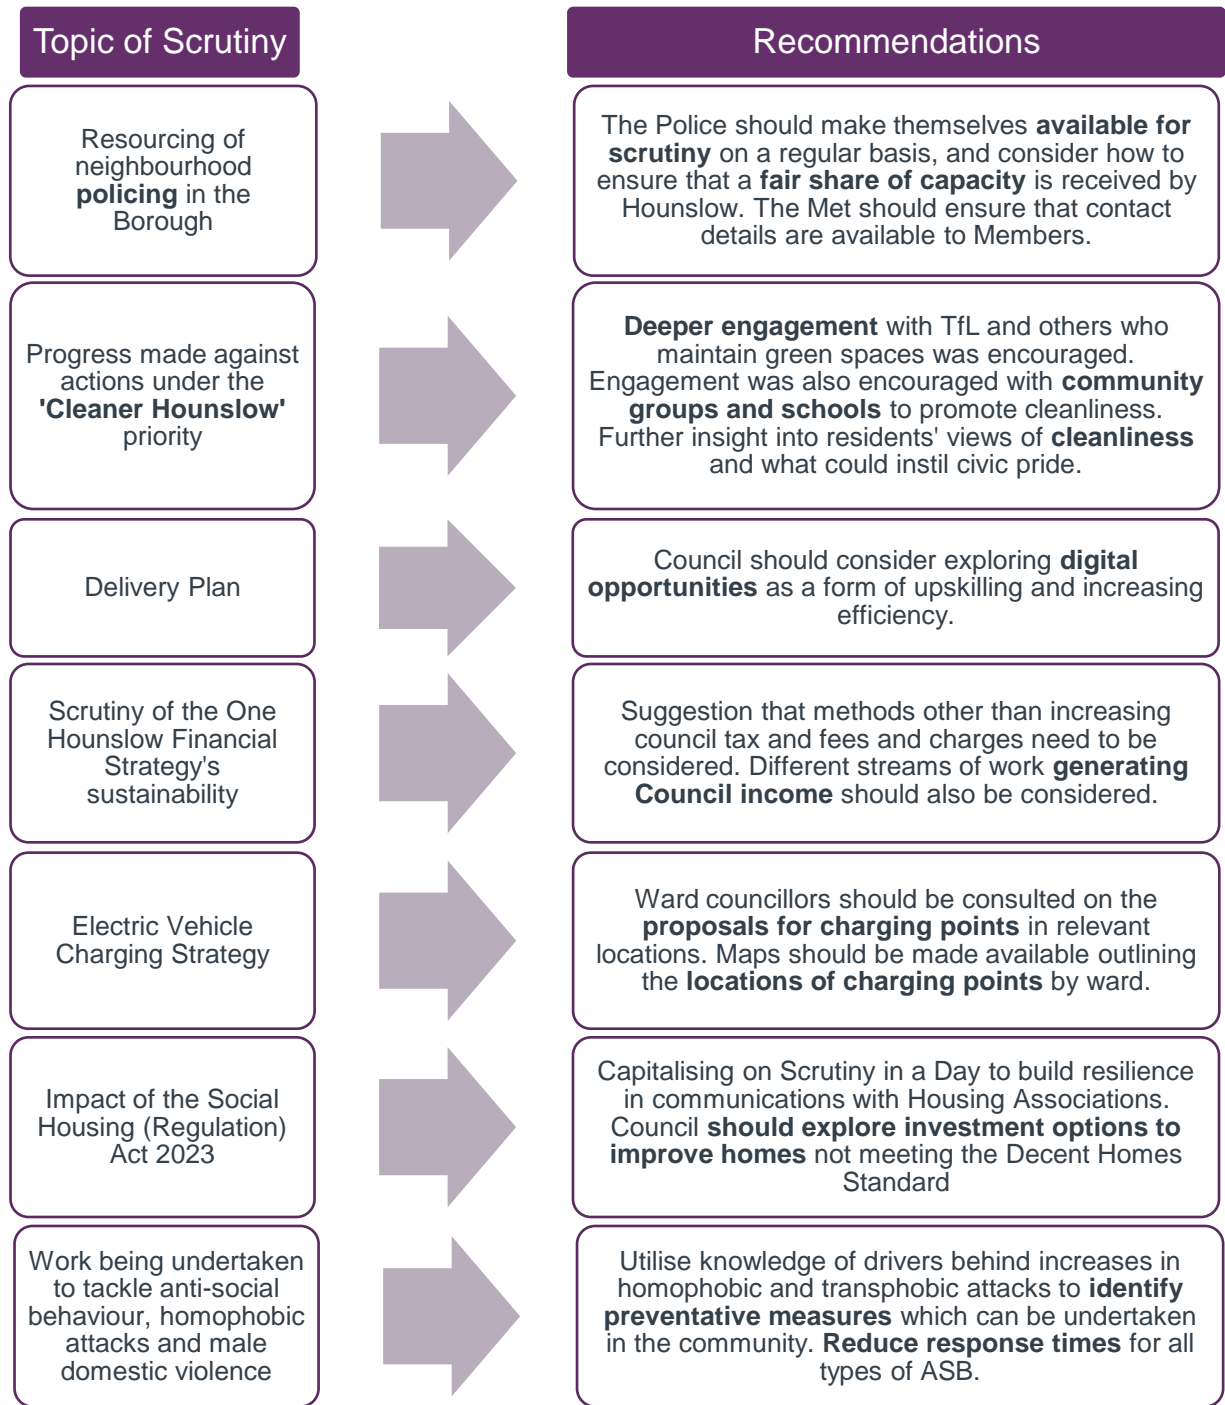 Topic of Scrutiny
Recommendations
Resourcing of
neighbourhood
policing in the
Borough
The Police should make themselves available for
scrutiny on a regular basis, and consider how to
ensure that a fair share of capacity is received by
Hounslow. The Met should ensure that contact
details are available to Members.
Progress made against
actions under the
'Cleaner Hounslow'
priority
Deeper engagement with TfL and others who
maintain green spaces was encouraged.
Engagement was also encouraged with community
groups and schools to promote cleanliness.
Further insight into residents' views of cleanliness
and what could instil civic pride.
Delivery Plan
Council should consider exploring digital
opportunities as a form of upskilling and increasing
efficiency.
Scrutiny of the One
Hounslow Financial
Strategy's
sustainability
Suggestion that methods other than increasing
council tax and fees and charges need to be
considered. Different streams of work generating
Council income should also be considered.
Electric Vehicle
Charging Strategy
Ward councillors should be consulted on the
proposals for charging points in relevant
locations. Maps should be made available outlining
the locations of charging points by ward.
Impact of the Social
Housing (Regulation)
Act 2023
Capitalising on Scrutiny in a Day to build resilience
in communications with Housing Associations.
Council should explore investment options to
improve homes not meeting the Decent Homes
Standard
Work being undertaken
to tackle anti-social
behaviour, homophobic
attacks and male
domestic violence
Utilise knowledge of drivers behind increases in
homophobic and transphobic attacks to identify
preventative measures which can be undertaken
in the community. Reduce response times for all
types of ASB.